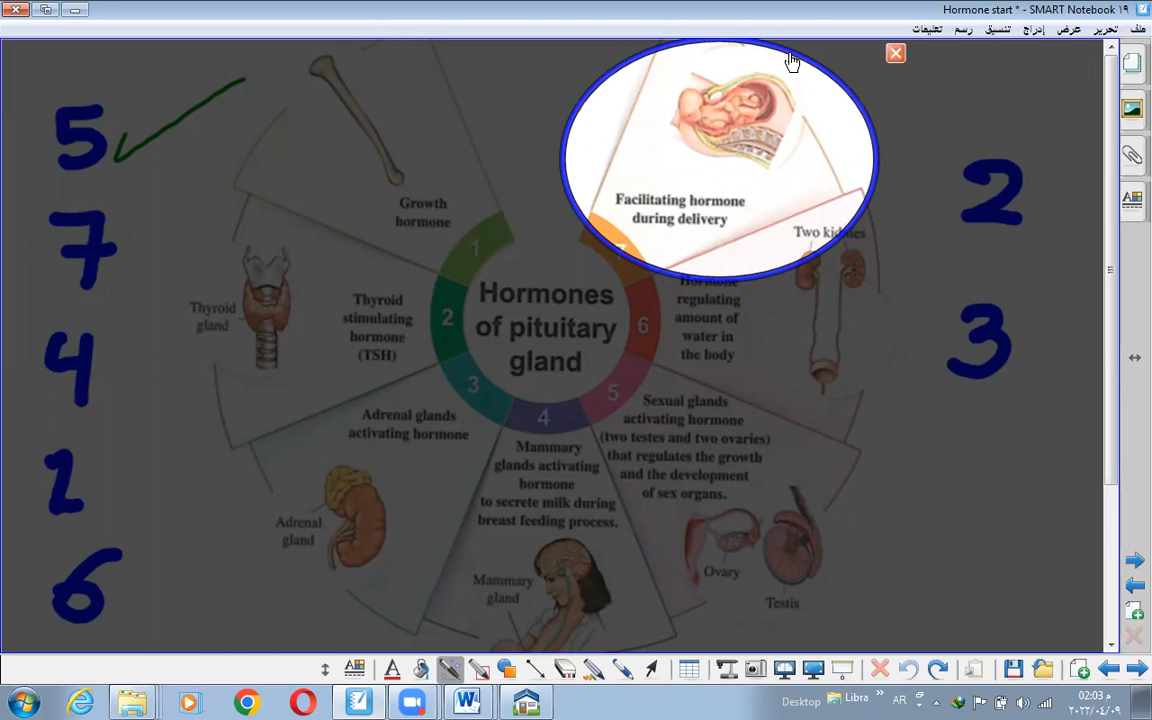 Hormone start * - SMART Notebook ١٩
ملف تحرير عرض إدراج تنسيق رسم تعليمات
5
7
4
1
6
2
3
Growth
hormone
1
Facilitating hormone
during delivery
7
Two kidneys
Thyroid
gland
Thyroid
stimulating
hormone
(TSH)
2
Hormones
of pituitary
gland
6
Hormone
regulating
amount of
water in
the body
3
Adrenal glands
activating hormone
Adrenal
gland
4
Mammary
glands activating
hormone
to secrete milk during
breast feeding process.
Mammary
gland
5
Sexual glands
activating hormone
(two testes and two ovaries)
that regulates the growth
and the development
of sex organs.
Ovary
Testis
Desktop
Libra
AR
02:03 م
٢٠٢٢/٠٤/٠٩